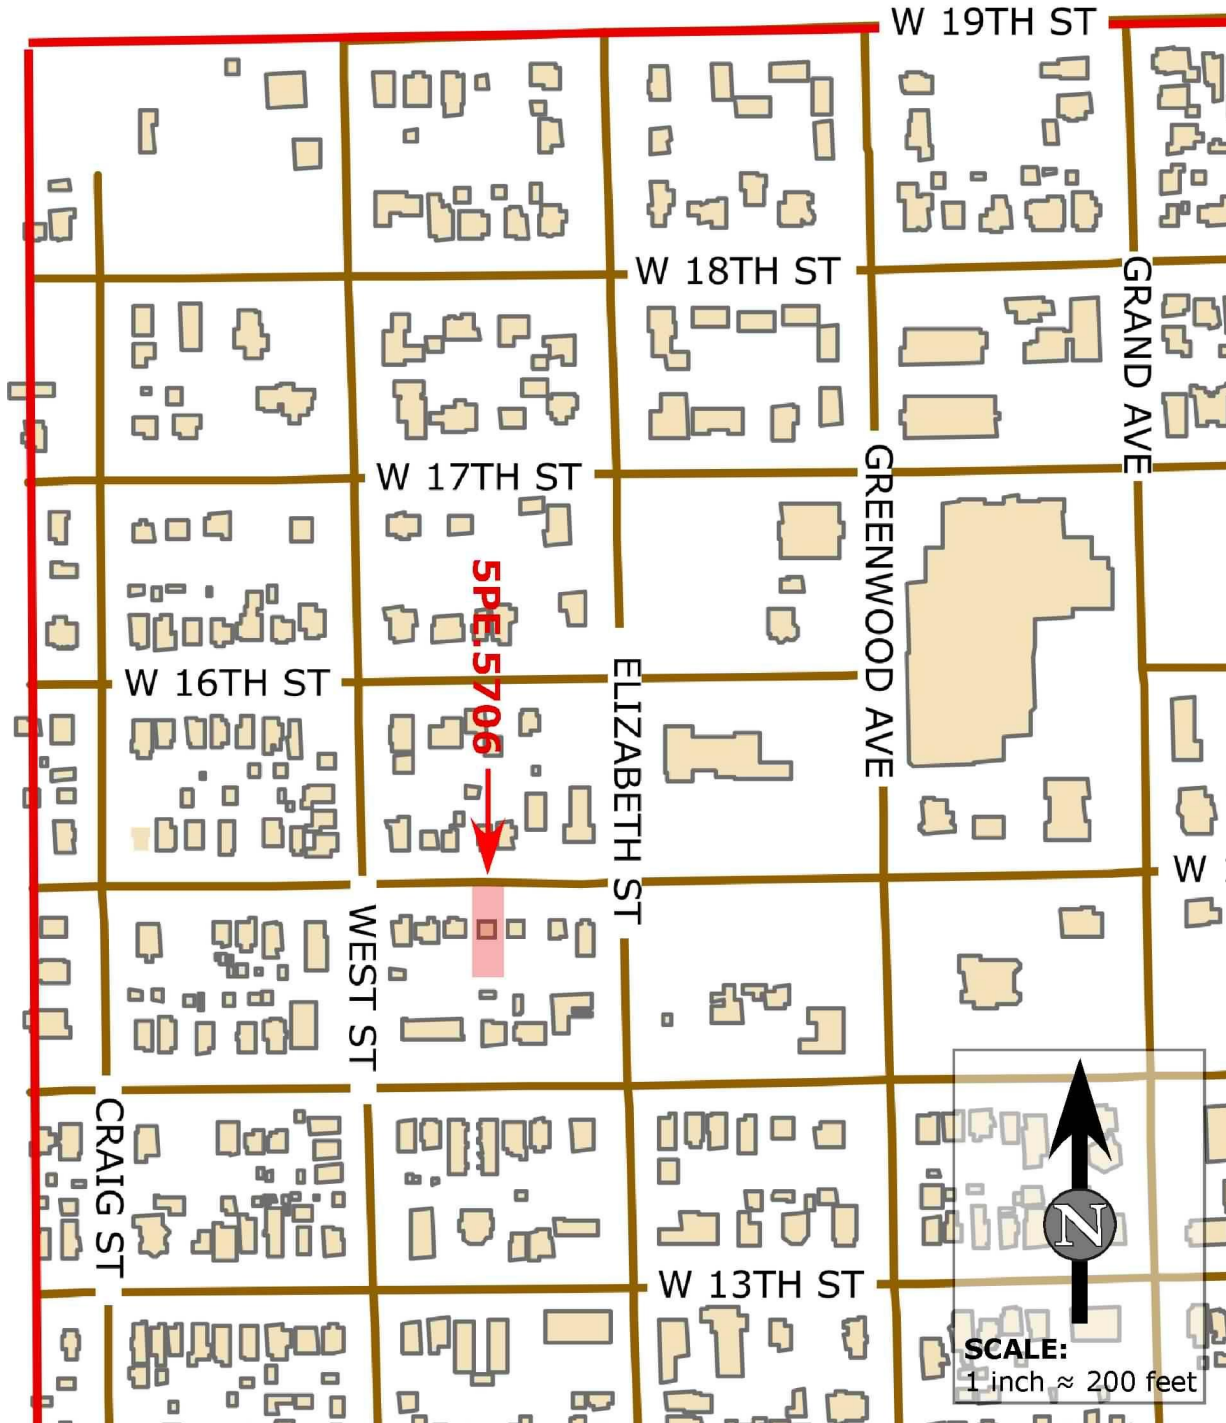 W 19TH ST
W 18TH ST
GRAND AVE
W 17TH ST
GREENWOOD AVE
5PE.5706
W 16TH ST
ELIZABETH ST
W
WEST ST
CRAIG ST
N
W 13TH ST
SCALE:
1 inch ≈ 200 feet